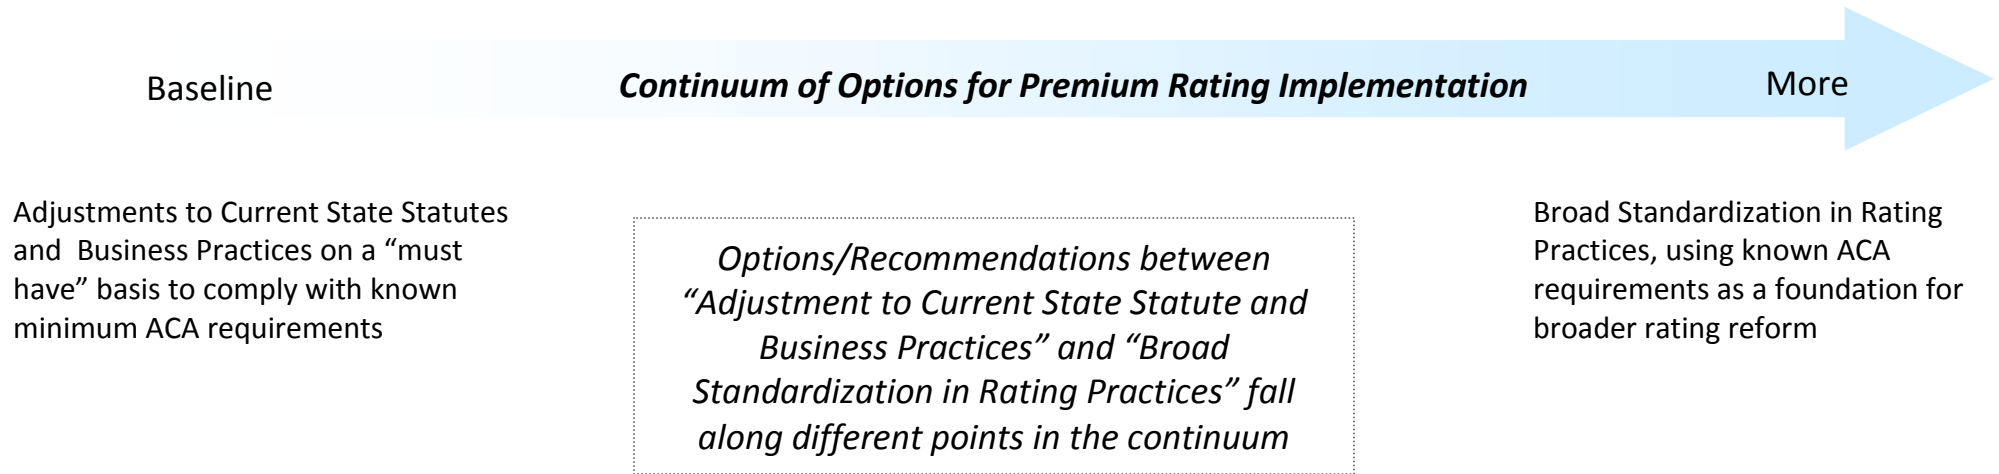 Baseline
Continuum of Options for Premium Rating Implementation
More
Adjustments to Current State Statutes
and  Business Practices on a “must
have” basis to comply with known
minimum ACA requirements
Options/Recommendations between
“Adjustment to Current State Statute and
Business Practices” and “Broad
Standardization in Rating Practices” fall
along different points in the continuum
Broad Standardization in Rating
Practices, using known ACA
requirements as a foundation for
broader rating reform